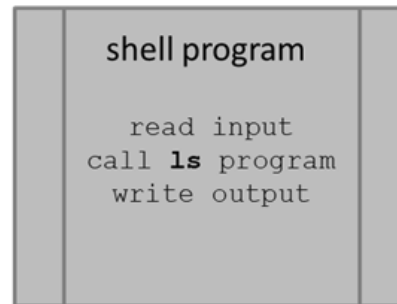 shell program
read input
call ls program
write output